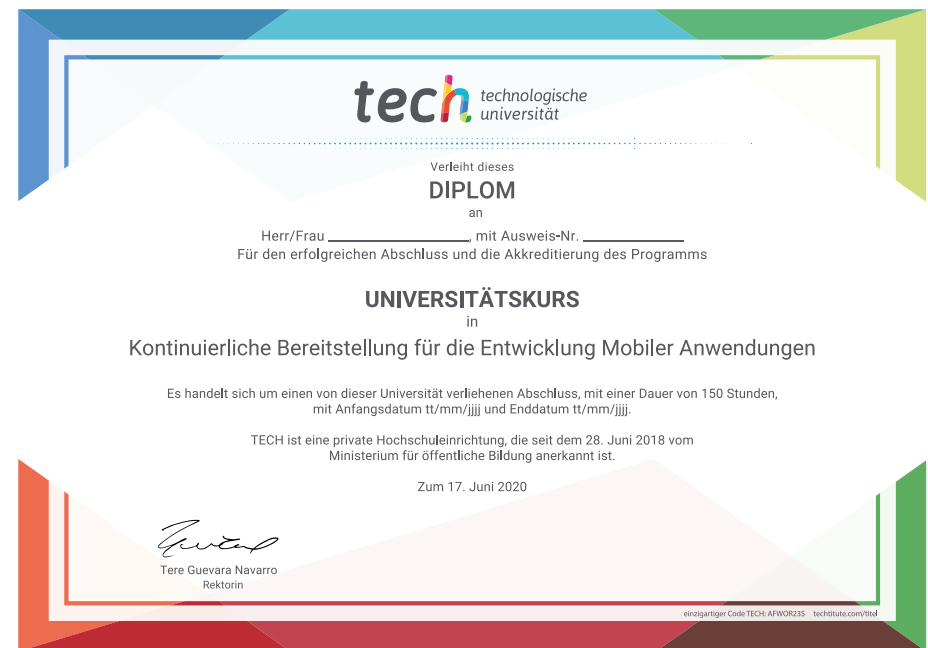 tech technologische
universität
Verleiht dieses
DIPLOM
an
Herr/Frau ____________________, mit Ausweis-Nr. ______________
Für den erfolgreichen Abschluss und die Akkreditierung des Programms
UNIVERSITÄTSKURS
in
Kontinuierliche Bereitstellung für die Entwicklung Mobiler Anwendungen
Es handelt sich um einen von dieser Universität verliehenen Abschluss, mit einer Dauer von 150 Stunden,
mit Anfangsdatum tt/mm/jjjj und Enddatum tt/mm/jjjj.
TECH ist eine private Hochschuleinrichtung, die seit dem 28. Juni 2018 vom
Ministerium für öffentliche Bildung anerkannt ist.
Zum 17. Juni 2020
Tere Guevara Navarro
Rektorin
einzigartiger Code TECH: AFWOR23S techtitute.com/titel